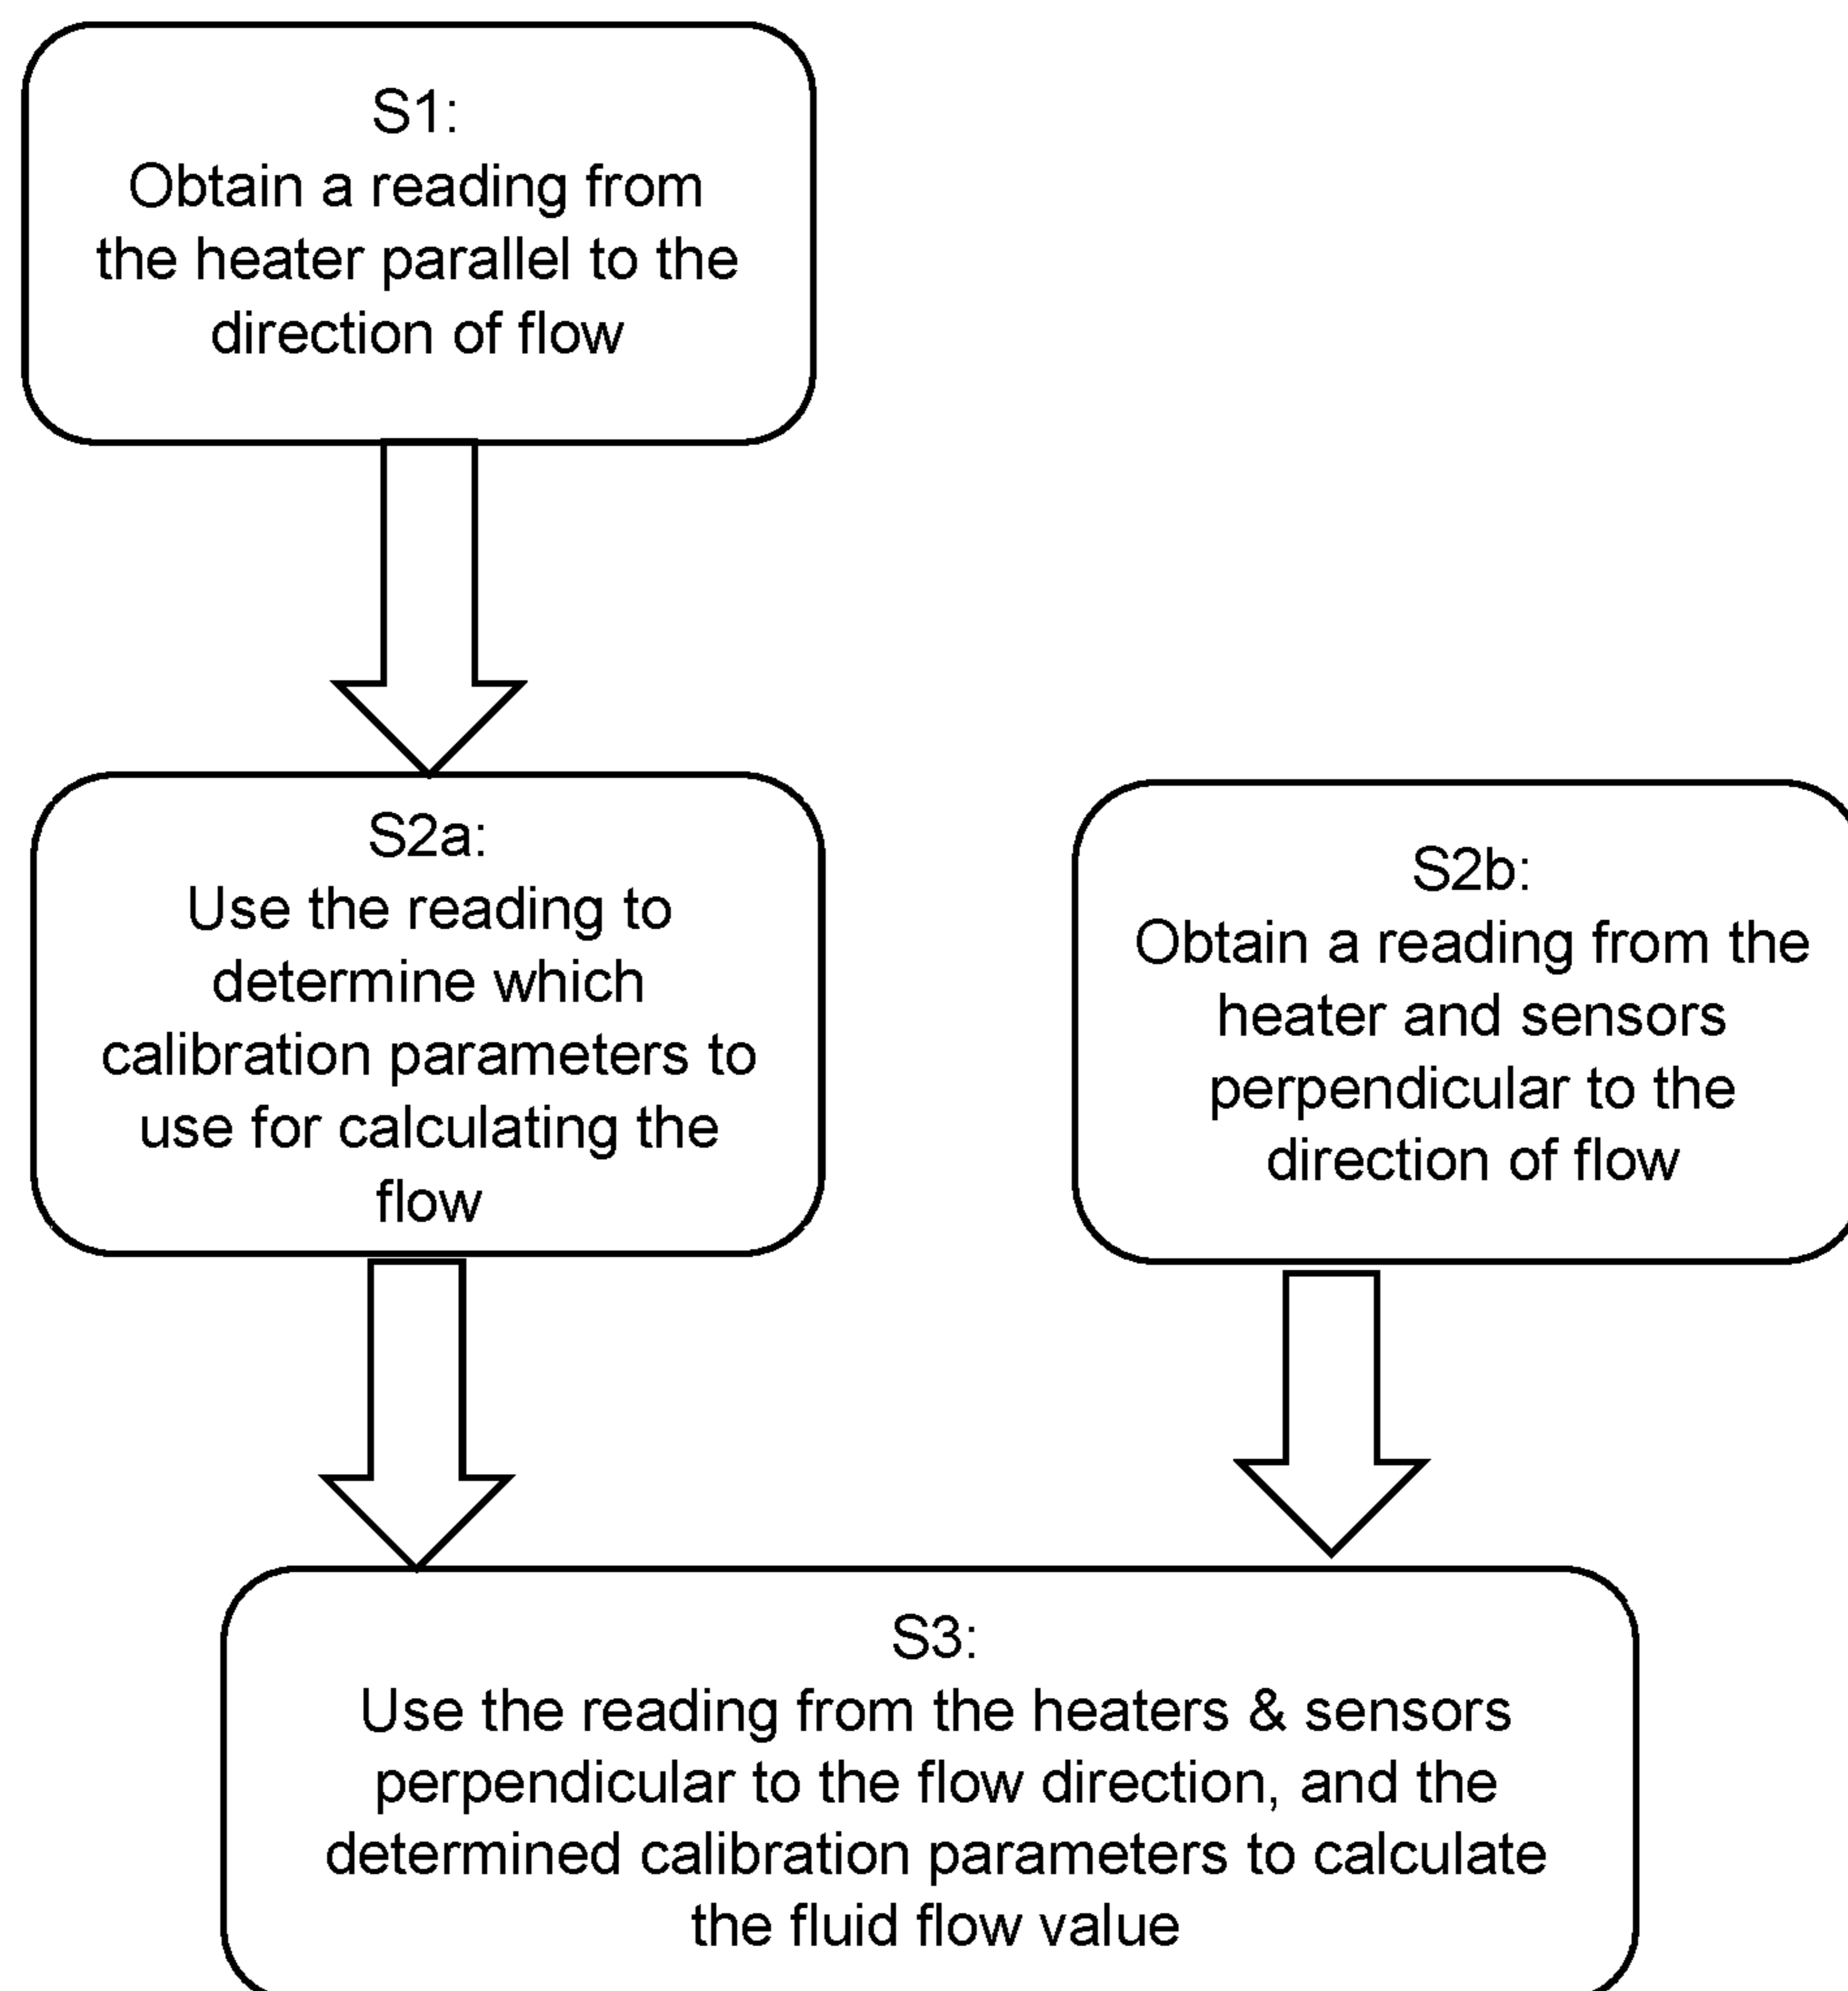 S1:
Obtain a reading from
the heater parallel to the
direction of flow
S2a:
Use the reading to
determine which
calibration parameters to
use for calculating the
flow
S2b:
Obtain a reading from the
heater and sensors
perpendicular to the
direction of flow
S3:
Use the reading from the heaters & sensors
perpendicular to the flow direction, and the
determined calibration parameters to calculate
the fluid flow value